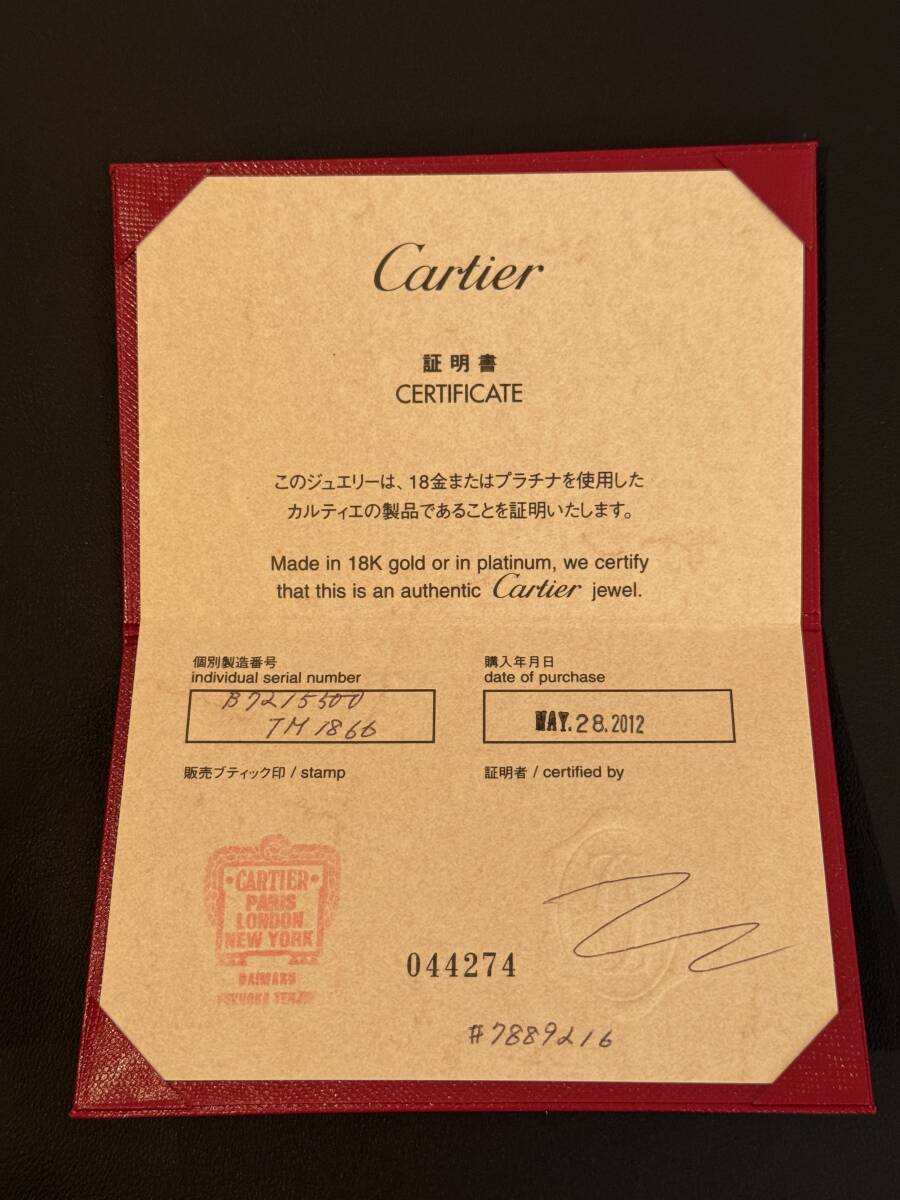 Cartier
証明書
CERTIFICATE
このジュエリーは、18金またはプラチナを使用した
カルティエの製品であることを証明いたします。
Made in 18K gold or in platinum, we certify
that this is an authentic Cartier jewel.
個別製造番号
individual serial number
B7215500
TM 1866
購入年月日
date of purchase
MAY.28.2012
販売ブティック印 / stamp
証明者 / certified by
・CARTIER・
PARIS
LONDON
NEW YORK
DAIMARU
FUKUOKA TENJIN
044274
#7889216